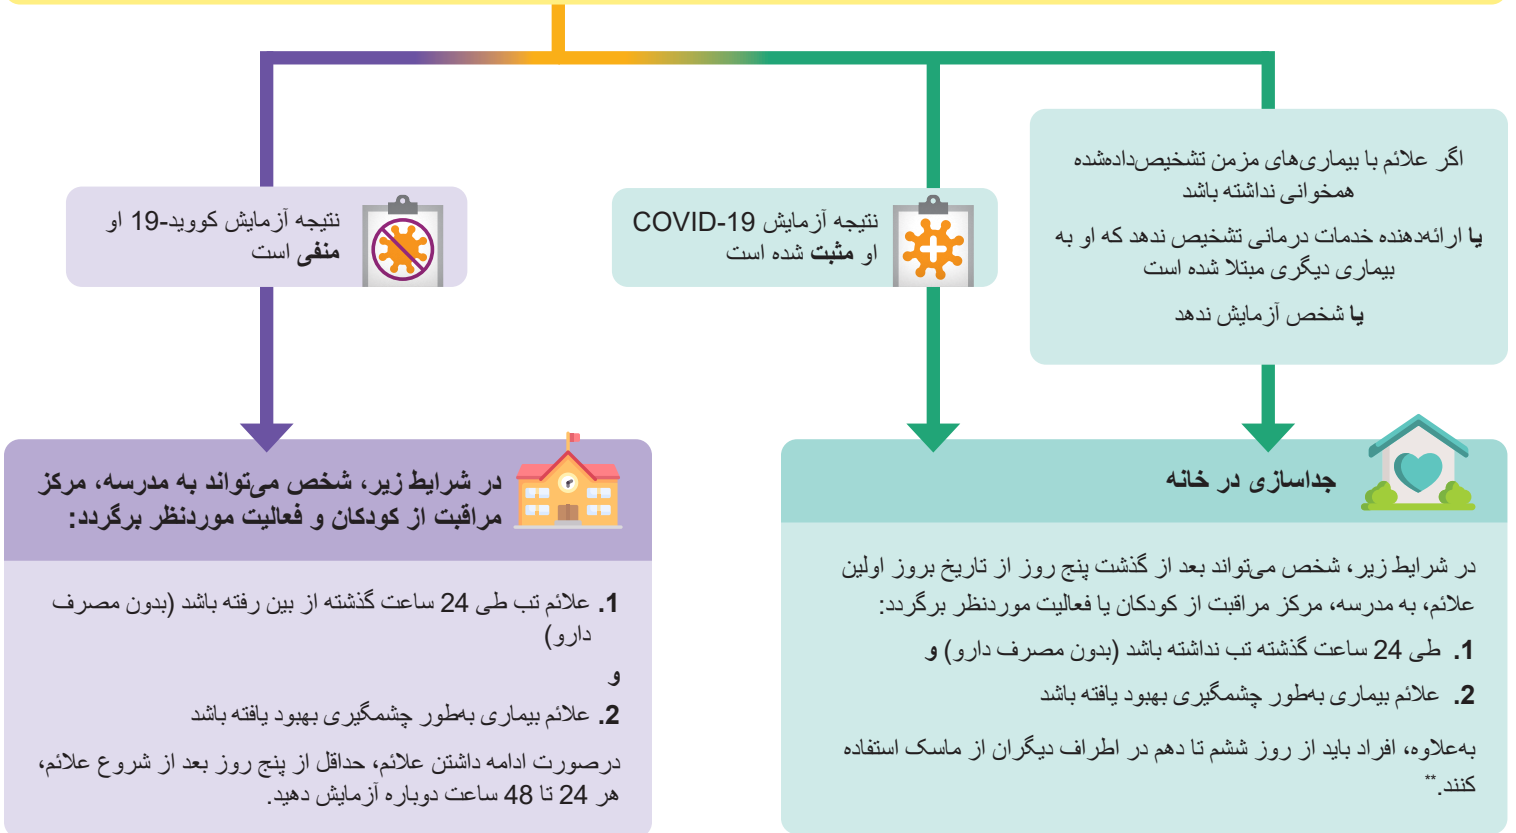 اگر علائم با بیماری‌های مزمن تشخیص‌داده‌شده
همخوانی نداشته باشد
یا ارائه‌دهنده خدمات درمانی تشخیص ندهد که او به
بیماری دیگری مبتلا شده است
یا شخص آزمایش ندهد
نتیجه آزمایش COVID-19
او مثبت شده است
نتیجه آزمایش کووید-19 او
منفی است
جداسازی در خانه
در شرایط زیر، شخص می‌تواند بعد از گذشت پنج روز از تاریخ بروز اولین
علائم، به مدرسه، مرکز مراقبت از کودکان یا فعالیت موردنظر برگردد:
1. طی 24 ساعت گذشته تب نداشته باشد (بدون مصرف دارو) و
2. علائم بیماری به‌طور چشمگیری بهبود یافته باشد
به‌علاوه، افراد باید از روز ششم تا دهم در اطراف دیگران از ماسک استفاده
کنند.**
در شرایط زیر، شخص می‌تواند به مدرسه، مرکز
مراقبت از کودکان و فعالیت موردنظر برگردد:
1. علائم تب طی 24 ساعت گذشته از بین رفته باشد (بدون مصرف
دارو)
و
2. علائم بیماری به‌طور چشمگیری بهبود یافته باشد
درصورت ادامه داشتن علائم، حداقل از پنج روز بعد از شروع علائم،
هر 24 تا 48 ساعت دوباره آزمایش دهید.